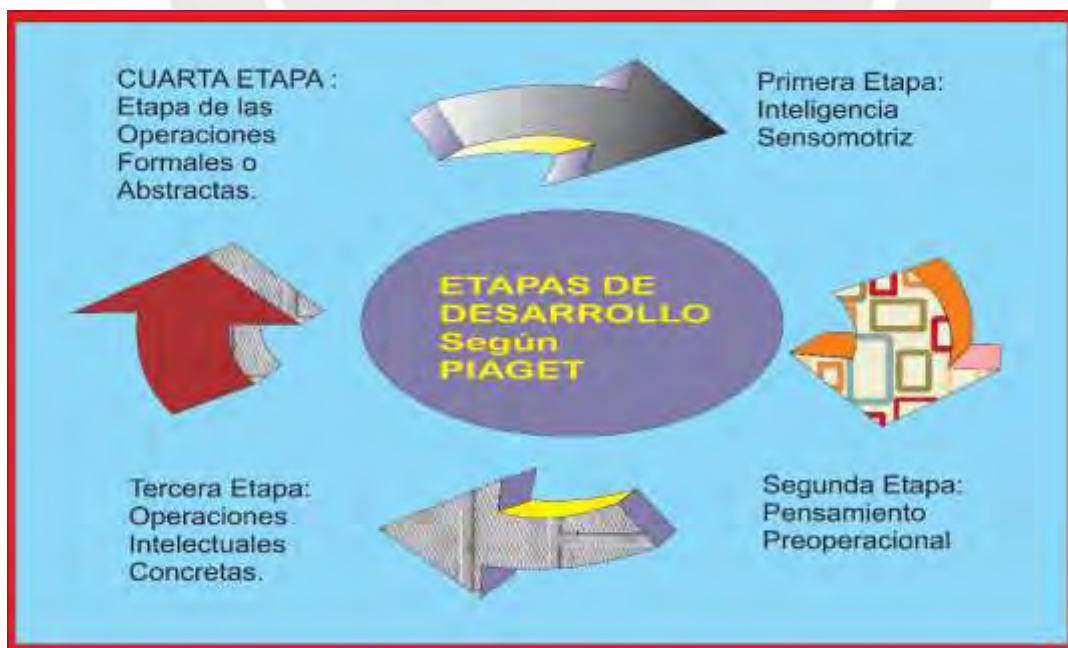 CUARTA ETAPA :
Etapa de las
Operaciones
Formales o
Abstractas.
Primera Etapa:
Inteligencia
Sensomotriz
ETAPAS DE
DESARROLLO
Según
PIAGET
Tercera Etapa:
Operaciones
Intelectuales
Concretas.
Segunda Etapa:
Pensamiento
Preoperacional